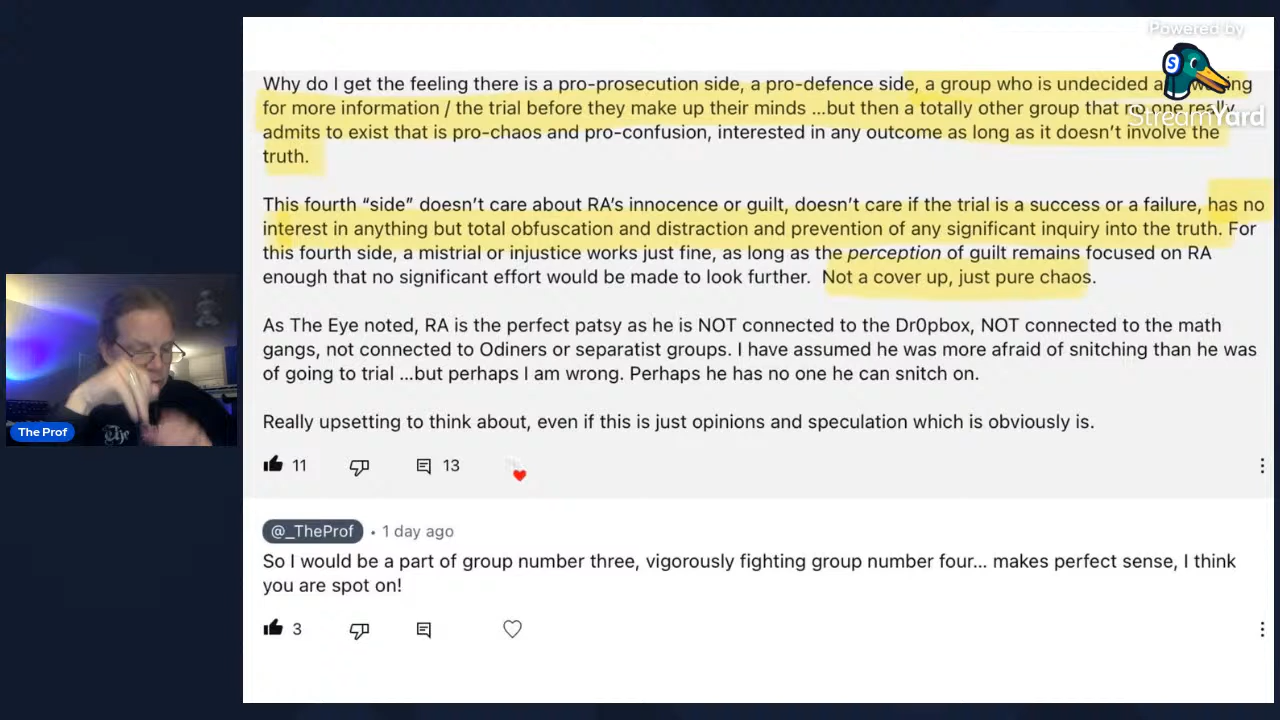 Powered by
StreamYard
Why do I get the feeling there is a pro-prosecution side, a pro-defence side, a group who is undecided
for more information / the trial before they make up their minds ...but then a totally other group that no one really
admits to exist that is pro-chaos and pro-confusion, interested in any outcome as long as it doesn't involve the
truth.
This fourth “side” doesn't care about RA's innocence or guilt, doesn't care if the trial is a success or a failure, has no
interest in anything but total obfuscation and distraction and prevention of any significant inquiry into the truth. For
this fourth side, a mistrial or injustice works just fine, as long as the perception of guilt remains focused on RA
enough that no significant effort would be made to look further. Not a cover up, just pure chaos.
As The Eye noted, RA is the perfect patsy as he is NOT connected to the Dr0pbox, NOT connected to the math
gangs, not connected to Odiners or separatist groups. I have assumed he was more afraid of snitching than he was
of going to trial ...but perhaps I am wrong. Perhaps he has no one he can snitch on.
Really upsetting to think about, even if this is just opinions and speculation which is obviously is.
11
13
@_TheProf • 1 day ago
So I would be a part of group number three, vigorously fighting group number four... makes perfect sense, I think
you are spot on!
3
The Prof
The